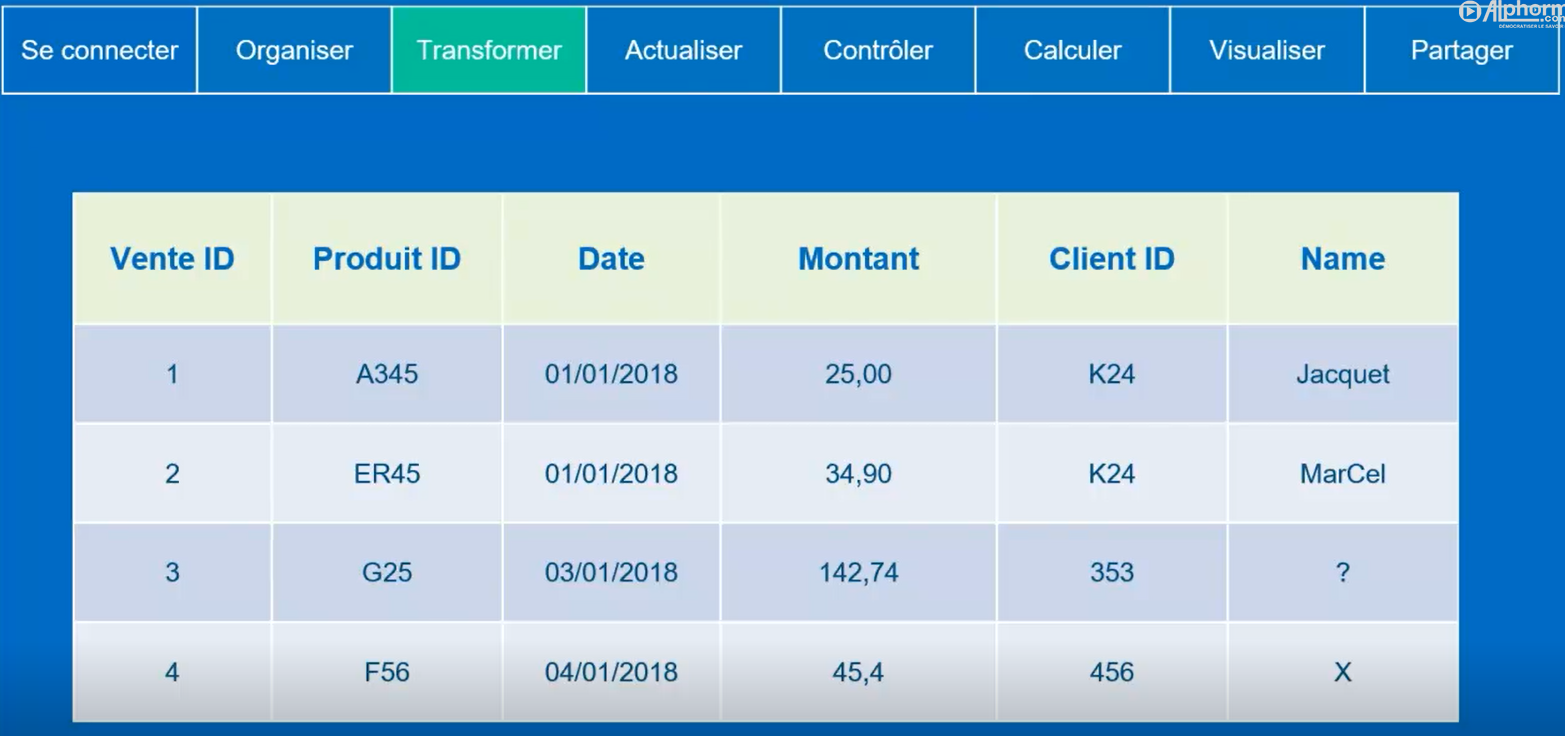 Se connecter Organiser Transformer Actualiser Contrôler Calculer Visualiser Partager
Alphorm
.com
DÉMOCRATISER LE SAVOIR
Vente ID Produit ID Date Montant Client ID Name
1 A345 01/01/2018 25,00 K24 Jacquet
2 ER45 01/01/2018 34,90 K24 MarCel
3 G25 03/01/2018 142,74 353 ?
4 F56 04/01/2018 45,4 456 X